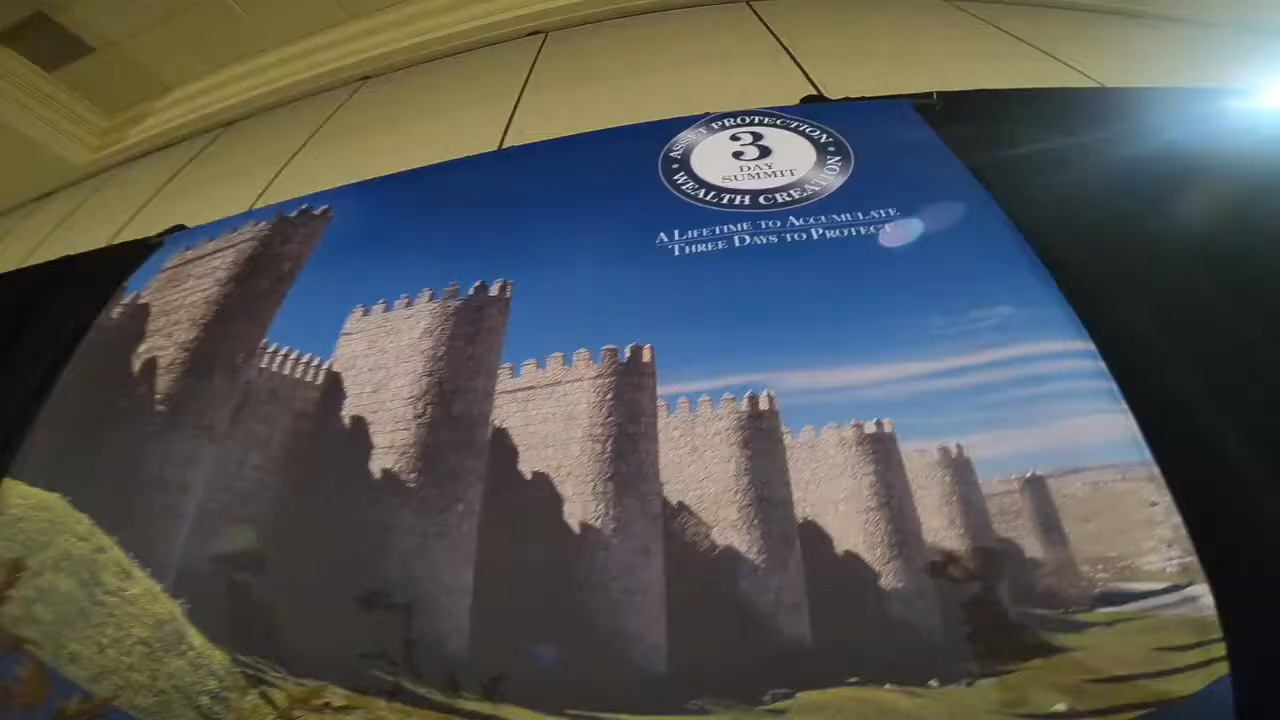 ASSET PROTECTION
3
DAY
SUMMIT
WEALTH CREATION
A LIFETIME TO ACCUMULATE
THREE DAYS TO PROTECT